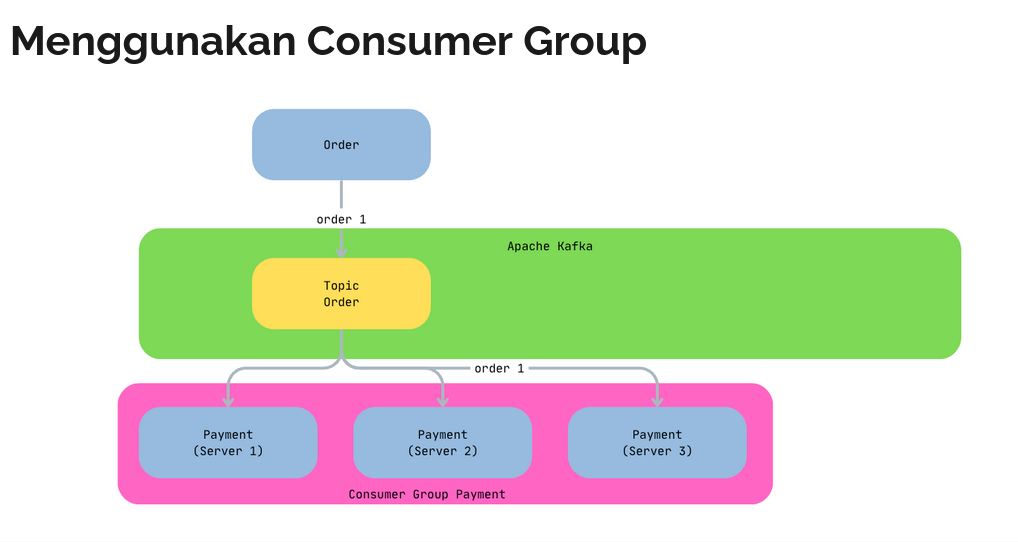 Menggunakan Consumer Group
Order
order 1
Apache Kafka
Topic
Order
order 1
Payment
(Server 1)
Payment
(Server 2)
Payment
(Server 3)
Consumer Group Payment